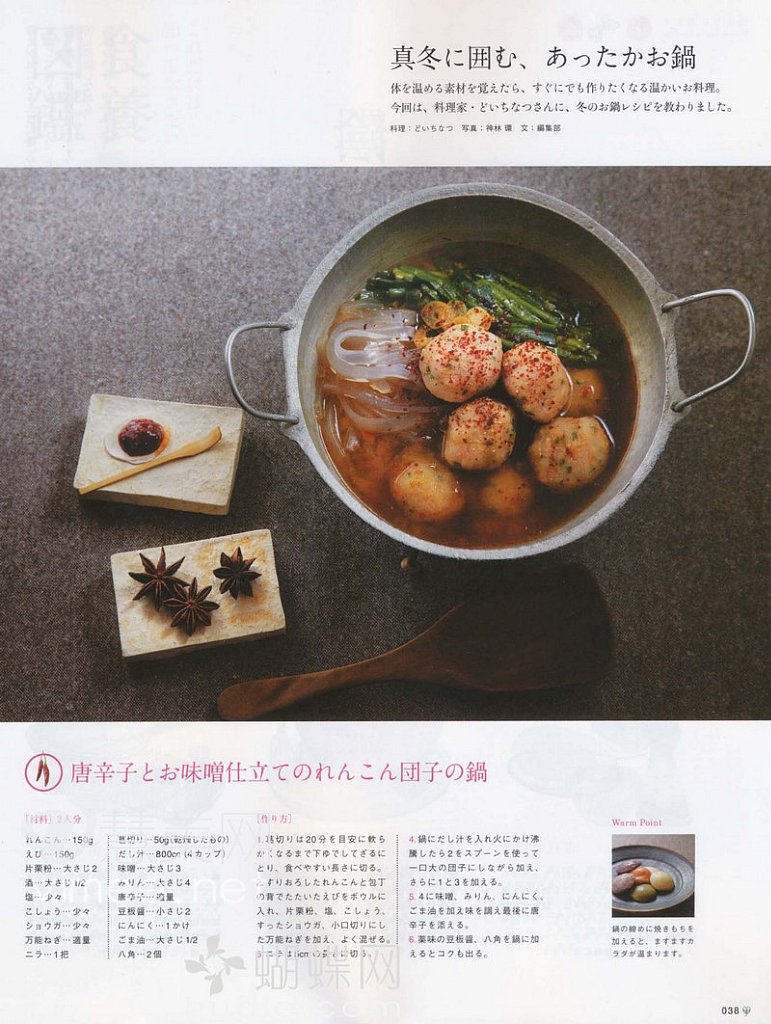 真冬に囲む、あったかお鍋
体を温める素材を覚えたら、すぐにでも作りたくなる温かいお料理。
今回は、料理家・どいちなつさんに、冬のお鍋レシピを教わりました。
料理：どいちなつ　写真：神林 環　文：編集部
唐辛子とお味噌仕立てのれんこん団子の鍋
[材料] 2人分
れんこん…150g
えび…150g
片栗粉…大さじ2
酒…大さじ1/2
塩…少々
こしょう…少々
ショウガ…少々
万能ねぎ…適量
ニラ…1把
葛切り…50g(乾燥したもの)
だし汁…800cc(4カップ)
味噌…大さじ3
みりん…大さじ4
唐辛子…適量
豆板醤…小さじ2
にんにく…1かけ
ごま油…大さじ1/2
八角…2個
[作り方]
1.葛切りは20分を目安に軟ら
かくなるまで下ゆでしてざるに
とり、食べやすい長さに切る。
すりおろしたれんこんと包丁
の背でたたいたえびをボウルに
入れ、片栗粉、塩、こしょう、
すったショウガ、小口切りにし
た万能ねぎを加え、よく混ぜる。
は5cmの長さに切る。
4.鍋にだし汁を入れ火にかけ沸
騰したら2をスプーンを使って
一口大の団子にしながら加え、
さらに1と3を加える。
5.4に味噌、みりん、にんにく、
ごま油を加え味を調え最後に唐
辛子を添える。
6.薬味の豆板醤、八角を鍋に加
えるとコクも出る。
Warm Point
鍋の締めに焼きもちを
加えると、ますますカ
ラダが温まります。
蝴蝶网
038